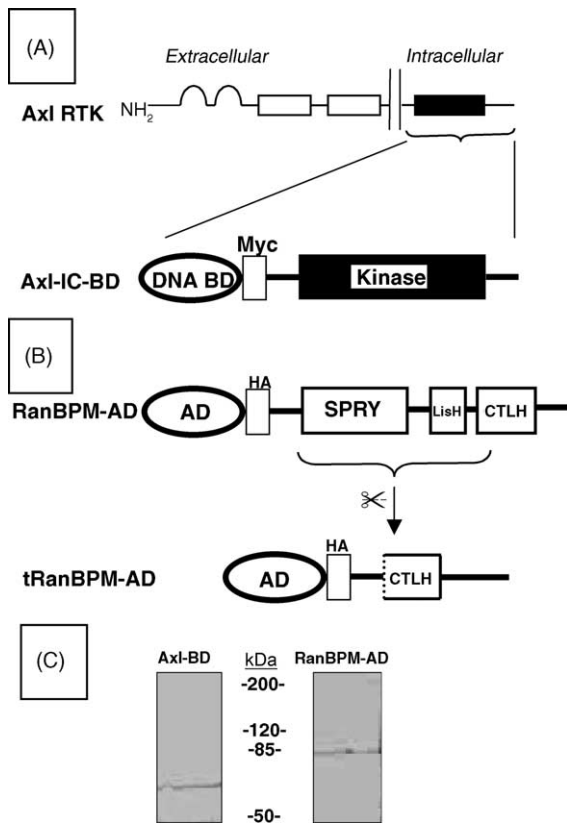 (A)
Extracellular
Intracellular
Axl RTK
NH2
Myc
Axl-IC-BD
DNA BD
Kinase
(B)
HA
RanBPM-AD
AD
SPRY
LisH
CTLH
HA
tRanBPM-AD
AD
CTLH
(C)
Axl-BD
kDa
RanBPM-AD
-200-
-120-
-85-
-50-